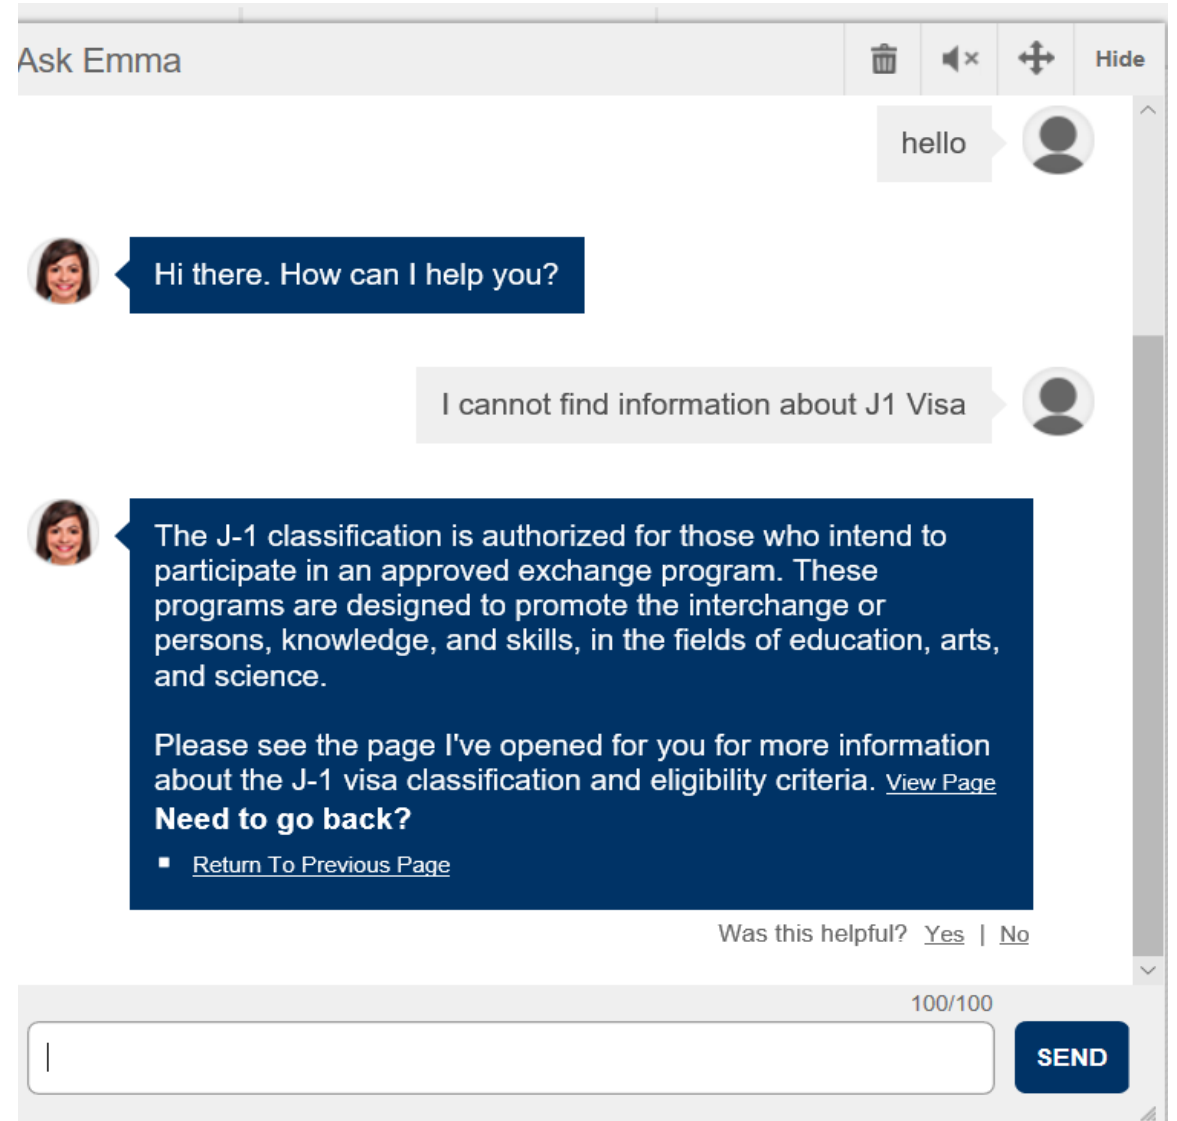 Ask Emma
Hide
hello
Hi there. How can I help you?
I cannot find information about J1 Visa
The J-1 classification is authorized for those who intend to
participate in an approved exchange program. These
programs are designed to promote the interchange or
persons, knowledge, and skills, in the fields of education, arts,
and science.
Please see the page I've opened for you for more information
about the J-1 visa classification and eligibility criteria. View Page
Need to go back?
Return To Previous Page
Was this helpful? Yes | No
100/100
SEND